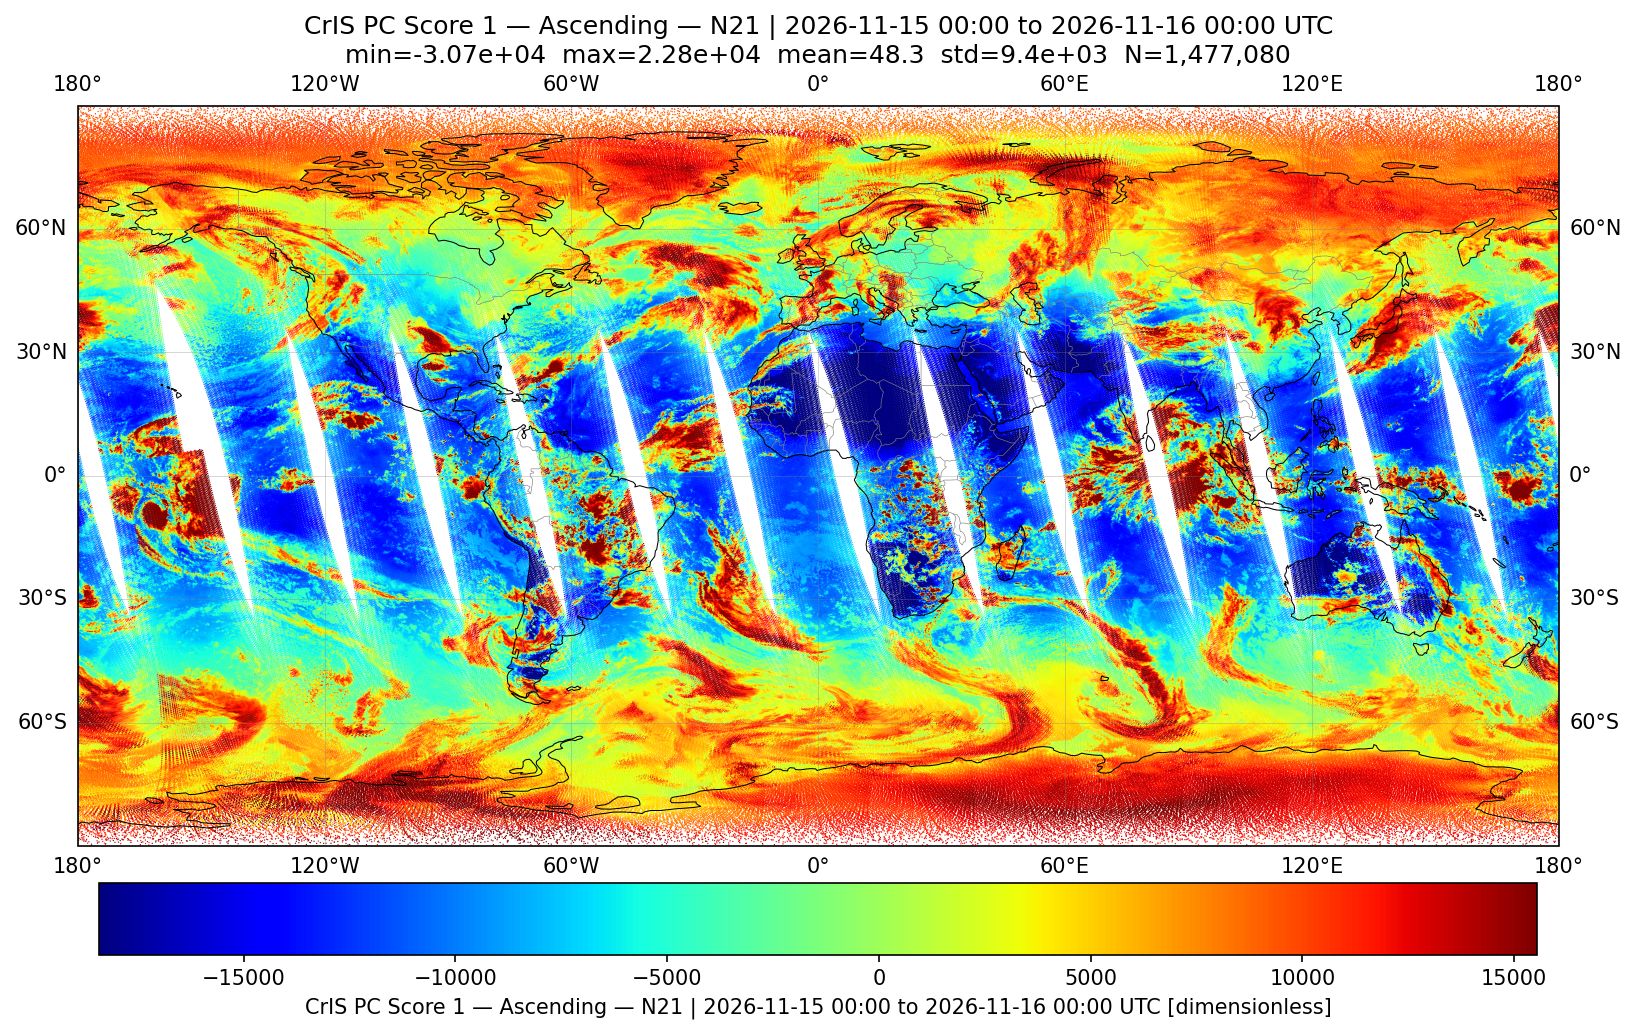 CrIS PC Score 1 — Ascending — N21 | 2026-11-15 00:00 to 2026-11-16 00:00 UTC
min=-3.07e+04 max=2.28e+04 mean=48.3 std=9.4e+03 N=1,477,080
180° 120°W 60°W 0° 60°E 120°E 180°
60°N 60°N
30°N 30°N
0° 0°
30°S 30°S
60°S 60°S
180° 120°W 60°W 0° 60°E 120°E 180°
−15000 −10000 −5000 0 5000 10000 15000
CrIS PC Score 1 — Ascending — N21 | 2026-11-15 00:00 to 2026-11-16 00:00 UTC [dimensionless]